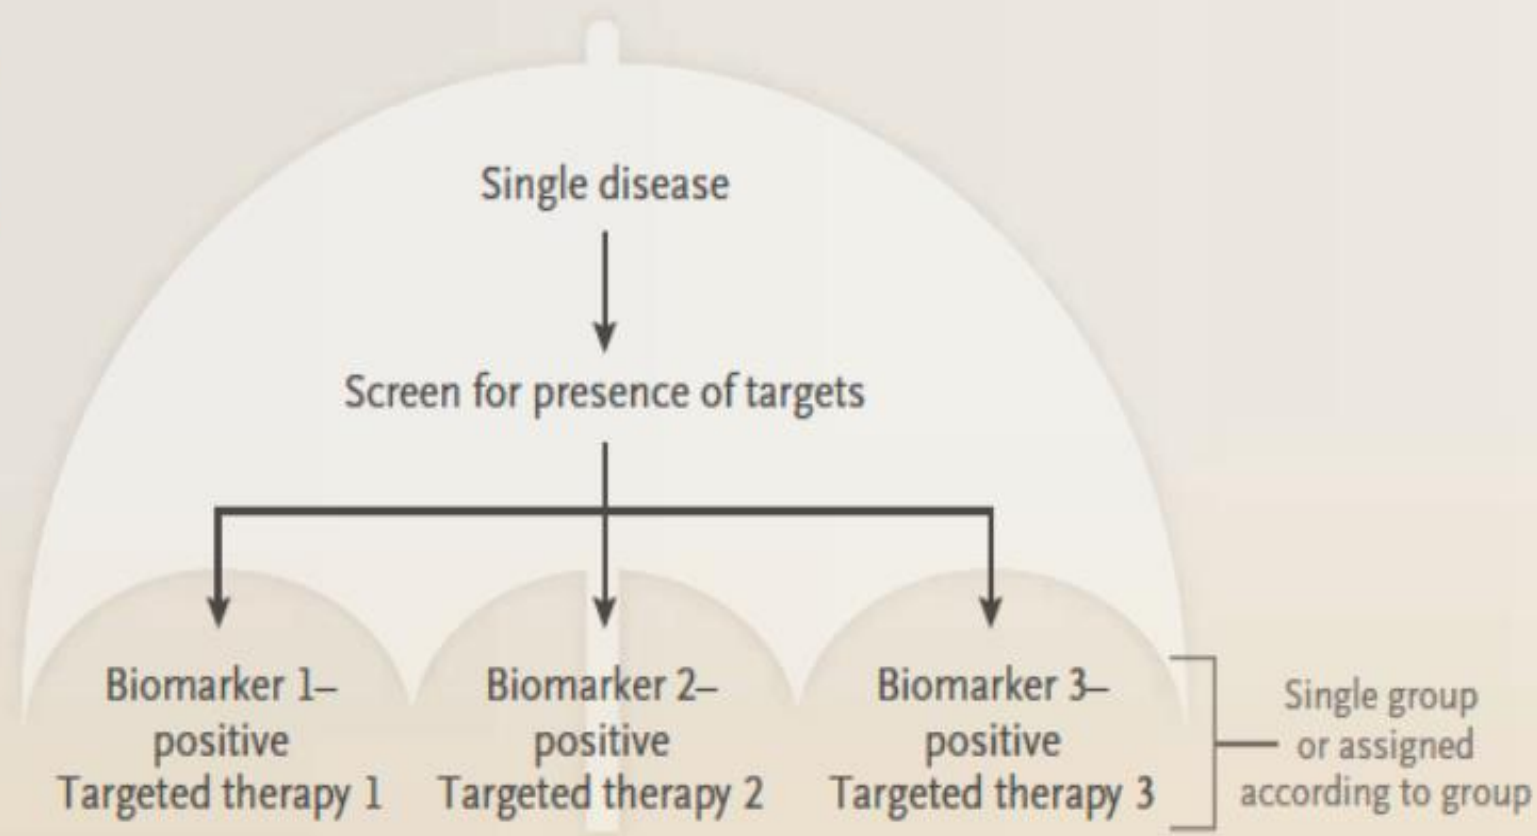 Single disease
Screen for presence of targets
Biomarker 1–
positive
Targeted therapy 1
Biomarker 2–
positive
Targeted therapy 2
Biomarker 3–
positive
Targeted therapy 3
Single group
or assigned
according to group